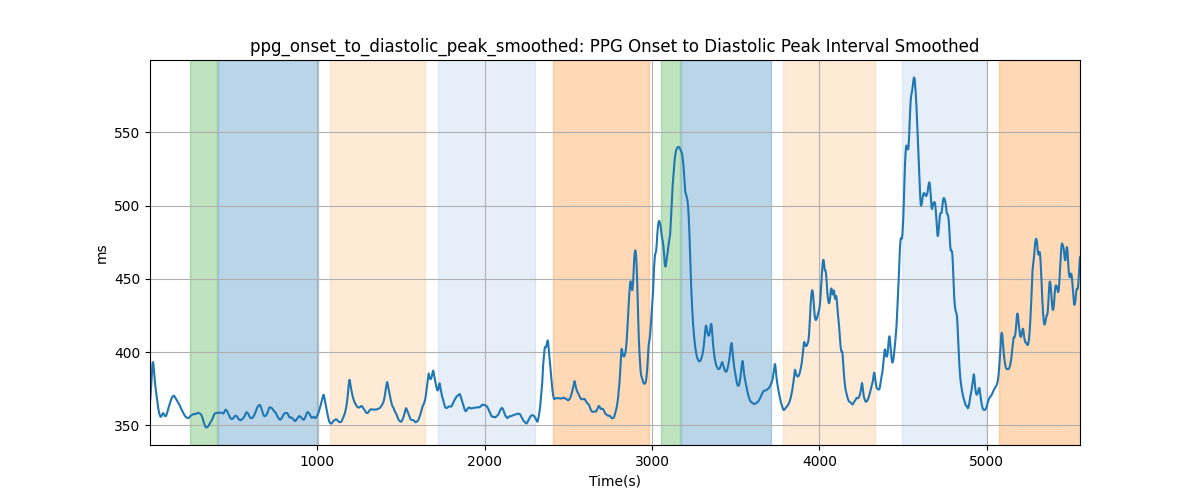 ppg_onset_to_diastolic_peak_smoothed: PPG Onset to Diastolic Peak Interval Smoothed
550
500
450
400
350
ms
1000 2000 3000 4000 5000
Time(s)